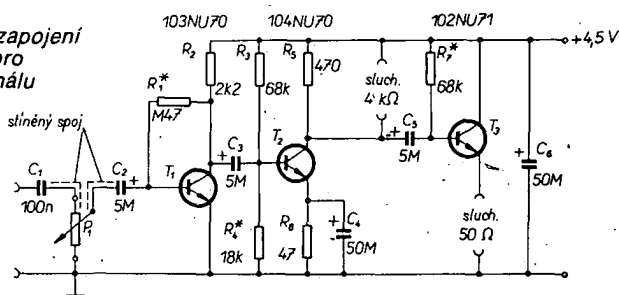 zapojení
pro
nálu
stíněný spoj
103NU70
104NU70
102NU71
+4,5 V
R₁*
M47
R₂
2k2
R₃
68k
R₅
470
sluch.
4 kΩ
R₇*
68k
C₁
100n
C₂
+
5M
P₁
T₁
+
C₃
5M
T₂
+
C₅
5M
T₃
+
C₆
50M
R₄*
18k
R₆
47
+
-
C₄
50M
sluch.
50 Ω